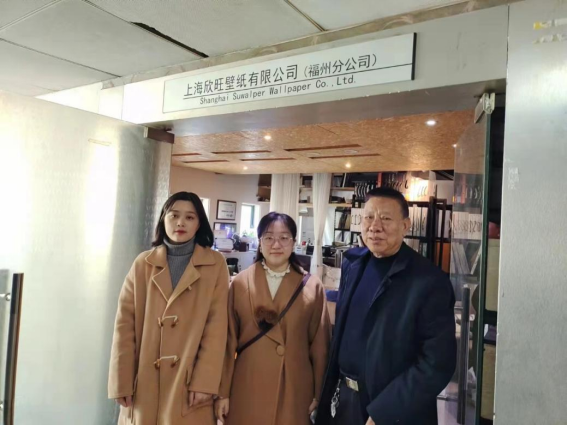 上海欣旺壁纸有限公司（福州分公司）
Shanghai Suwalper Wallpaper Co.,Ltd.